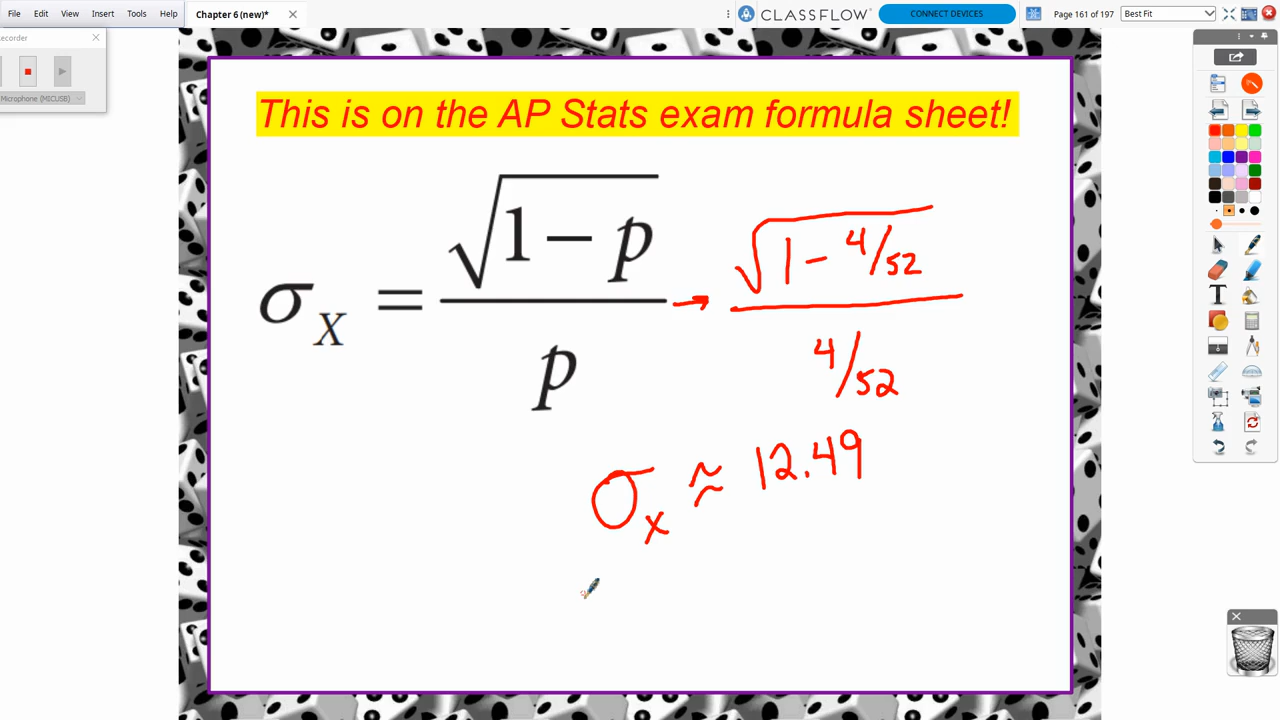 File Edit View Insert Tools Help Chapter 6 (new)* CLASSFLOW CONNECT DEVICES Page 161 of 197 Best Fit
ecorder
Microphone (MICUSB)
This is on the AP Stats exam formula sheet!
σ_X = √(1 − p) / p → √(1 − 4/52) / (4/52)
σ_x ≈ 12.49